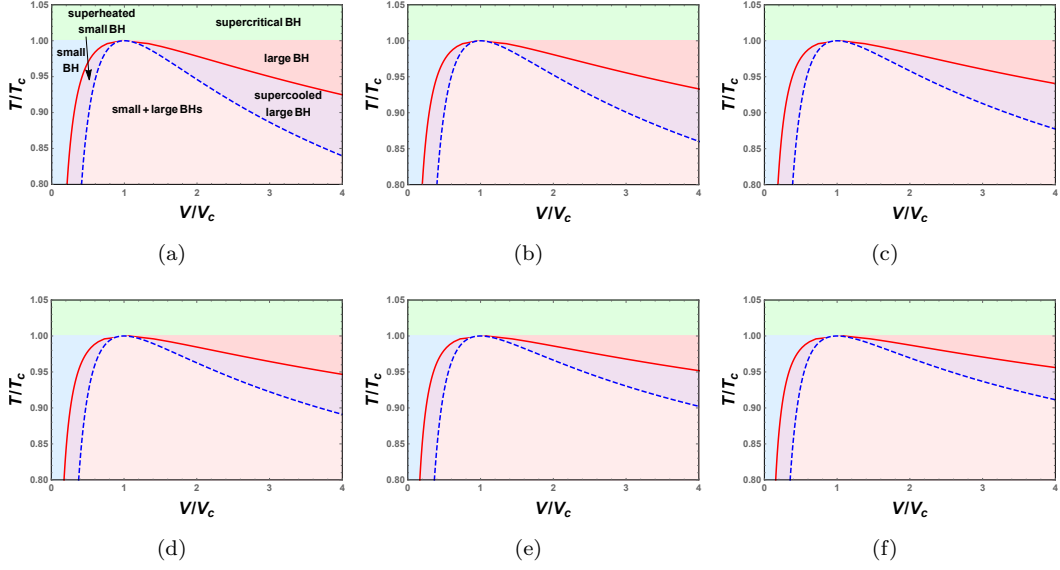 1.05
1.00
0.95
0.90
0.85
0.80
T/Tc
superheated
small BH
supercritical BH
small
BH
large BH
small + large BHs
supercooled
large BH
0 1 2 3 4
V/Vc
(a)
1.05
1.00
0.95
0.90
0.85
0.80
T/Tc
0 1 2 3 4
V/Vc
(b)
1.05
1.00
0.95
0.90
0.85
0.80
T/Tc
0 1 2 3 4
V/Vc
(c)
1.05
1.00
0.95
0.90
0.85
0.80
T/Tc
0 1 2 3 4
V/Vc
(d)
1.05
1.00
0.95
0.90
0.85
0.80
T/Tc
0 1 2 3 4
V/Vc
(e)
1.05
1.00
0.95
0.90
0.85
0.80
T/Tc
0 1 2 3 4
V/Vc
(f)